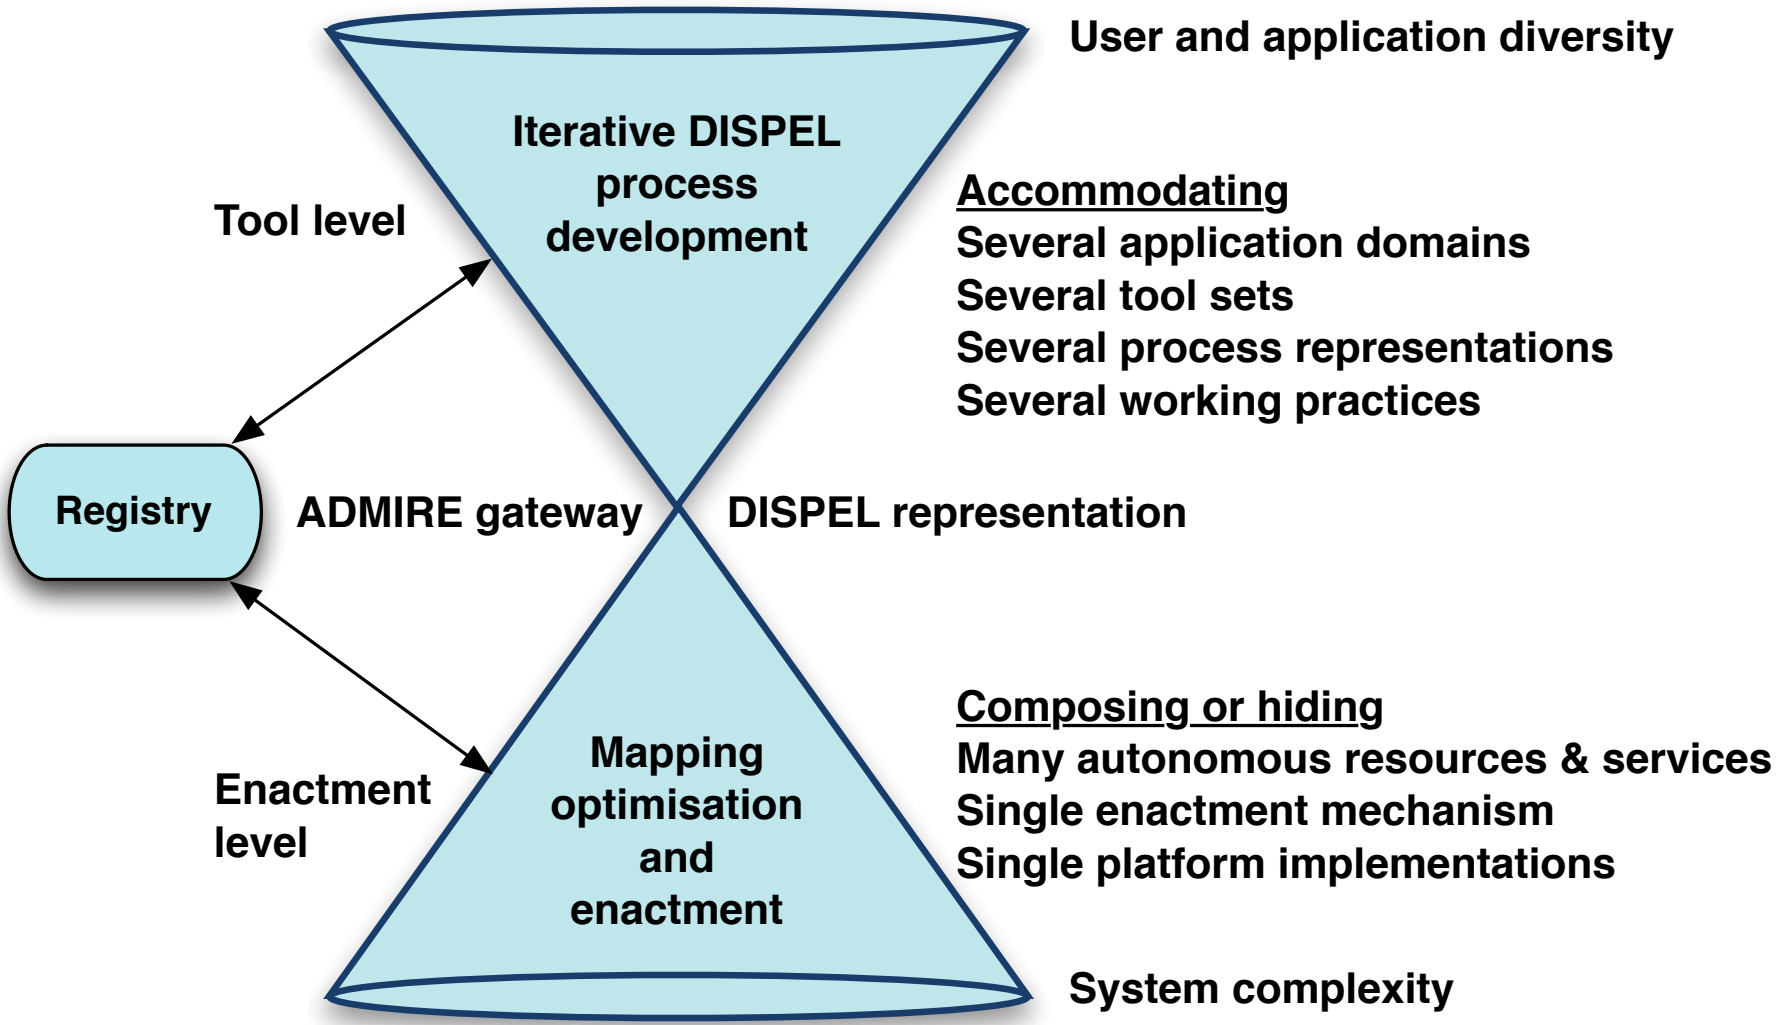 User and application diversity
Iterative DISPEL
process
development
Tool level
Accommodating
Several application domains
Several tool sets
Several process representations
Several working practices
Registry
ADMIRE gateway
DISPEL representation
Enactment
level
Mapping
optimisation
and
enactment
Composing or hiding
Many autonomous resources & services
Single enactment mechanism
Single platform implementations
System complexity